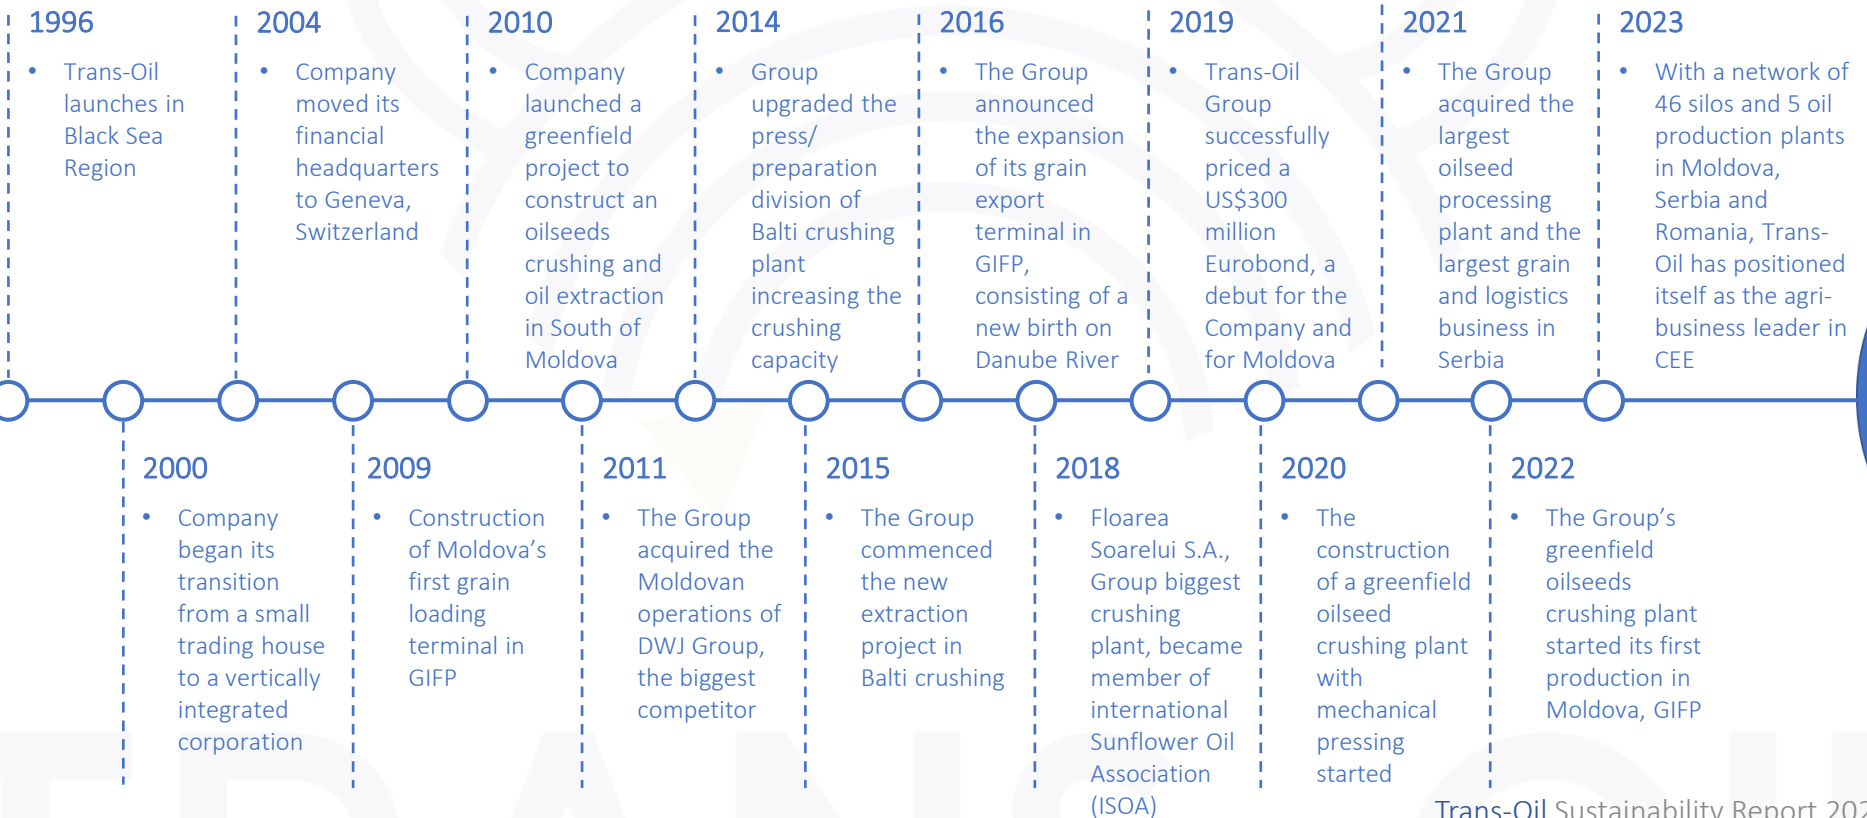 1996
• Trans-Oil
launches in
Black Sea
Region
2004
• Company
moved its
financial
headquarters
to Geneva,
Switzerland
2010
• Company
launched a
greenfield
project to
construct an
oilseeds
crushing and
oil extraction
in South of
Moldova
2014
• Group
upgraded the
press/
preparation
division of
Balti crushing
plant
increasing the
crushing
capacity
2016
• The Group
announced
the expansion
of its grain
export
terminal in
GIFP,
consisting of a
new birth on
Danube River
2019
• Trans-Oil
Group
successfully
priced a
US$300
million
Eurobond, a
debut for the
Company and
for Moldova
2021
• The Group
acquired the
largest
oilseed
processing
plant and the
largest grain
and logistics
business in
Serbia
2023
• With a network of
46 silos and 5 oil
production plants
in Moldova,
Serbia and
Romania, Trans-
Oil has positioned
itself as the agri-
business leader in
CEE
2000
• Company
began its
transition
from a small
trading house
to a vertically
integrated
corporation
2009
• Construction
of Moldova’s
first grain
loading
terminal in
GIFP
2011
• The Group
acquired the
Moldovan
operations of
DWJ Group,
the biggest
competitor
2015
• The Group
commenced
the new
extraction
project in
Balti crushing
2018
• Floarea
Soarelui S.A.,
Group biggest
crushing
plant, became
member of
international
Sunflower Oil
Association
(ISOA)
2020
• The
construction
of a greenfield
oilseed
crushing plant
with
mechanical
pressing
started
2022
• The Group’s
greenfield
oilseeds
crushing plant
started its first
production in
Moldova, GIFP
Trans-Oil Sustainability Report